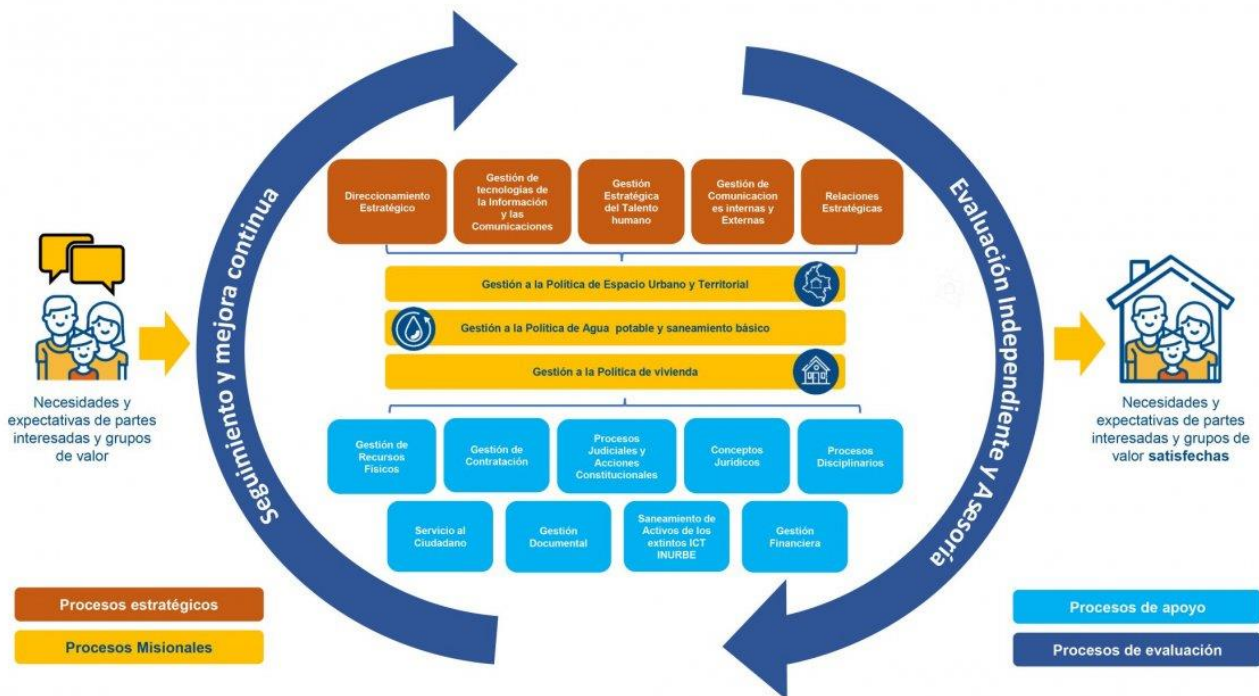 Direccionamiento
Estratégico
Gestión de
tecnologías de
la Información
y las
Comunicaciones
Gestión
Estratégica
del Talento
humano
Gestión de
Comunicacion
es internas y
Externas
Relaciones
Estratégicas
Gestión a la Política de Espacio Urbano y Territorial
Gestión a la Política de Agua potable y saneamiento básico
Gestión a la Política de vivienda
Seguimiento y mejora continua
Evaluación Independiente y Asesoría
Necesidades y
expectativas de partes
interesadas y grupos
de valor
Necesidades y
expectativas de partes
interesadas y grupos de
valor satisfechas
Gestión de
Recursos
Físicos
Gestión de
Contratación
Procesos
Judiciales y
Acciones
Constitucionales
Conceptos
Jurídicos
Procesos
Disciplinarios
Servicio al
Ciudadano
Gestión
Documental
Saneamiento de
Activos de los
extintos ICT
INURBE
Gestión
Financiera
Procesos estratégicos
Procesos Misionales
Procesos de apoyo
Procesos de evaluación